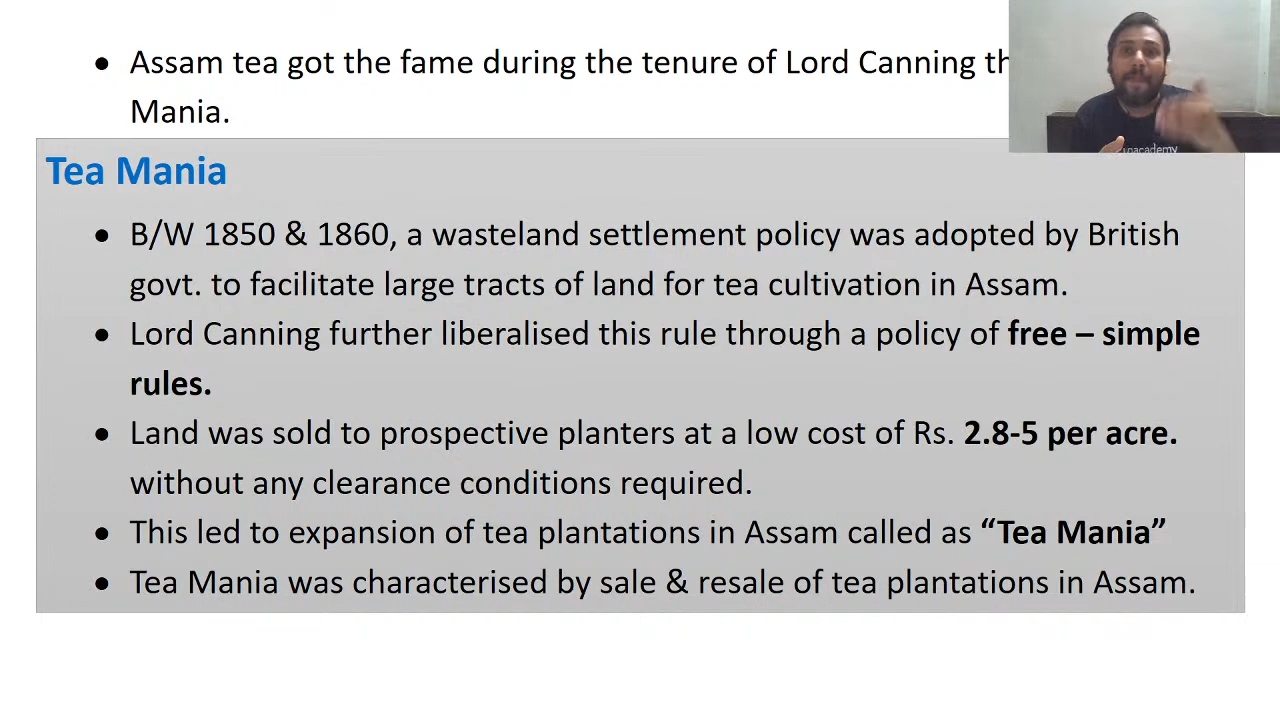 • Assam tea got the fame during the tenure of Lord Canning
Mania.
Tea Mania
• B/W 1850 & 1860, a wasteland settlement policy was adopted by British
govt. to facilitate large tracts of land for tea cultivation in Assam.
• Lord Canning further liberalised this rule through a policy of free – simple
rules.
• Land was sold to prospective planters at a low cost of Rs. 2.8-5 per acre.
without any clearance conditions required.
• This led to expansion of tea plantations in Assam called as “Tea Mania”
• Tea Mania was characterised by sale & resale of tea plantations in Assam.